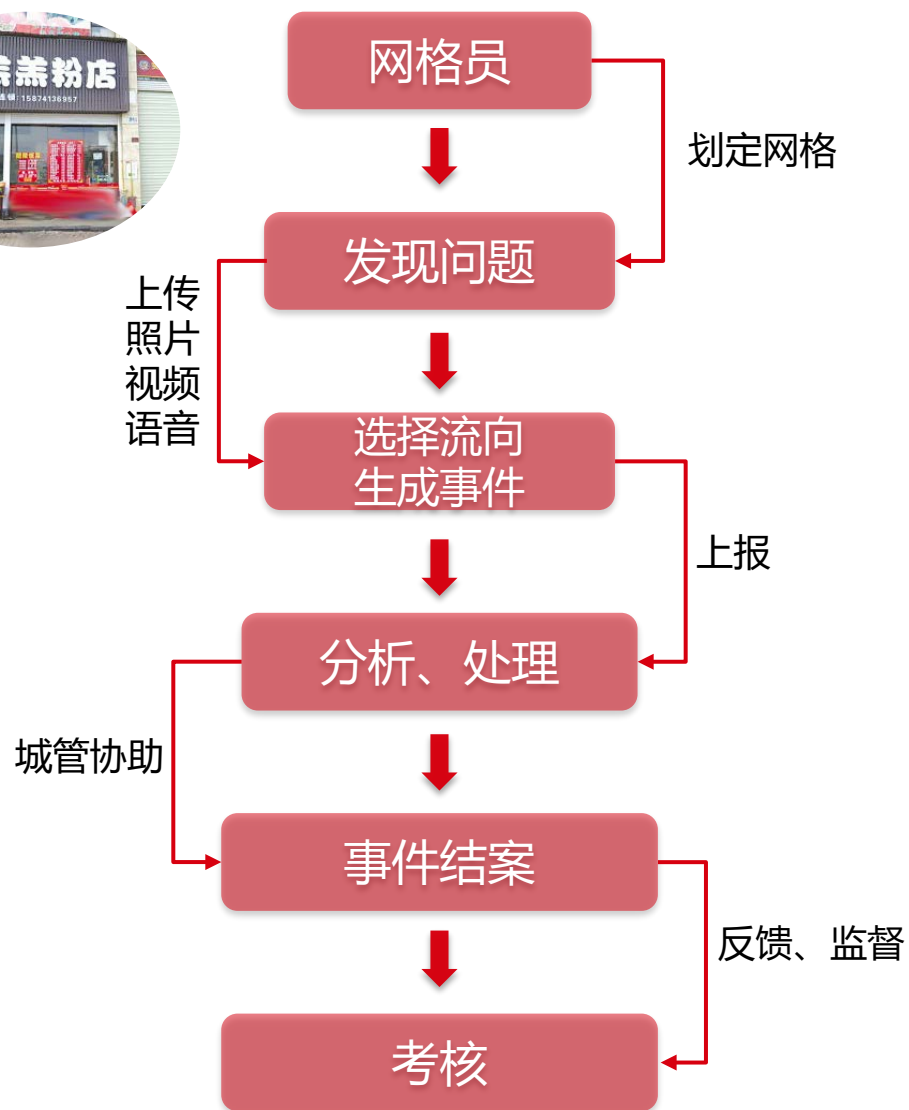 羔粉店
15874136957
网格员
划定网格
发现问题
上传
照片
视频
语音
选择流向
生成事件
上报
分析、处理
城管协助
事件结案
反馈、监督
考核